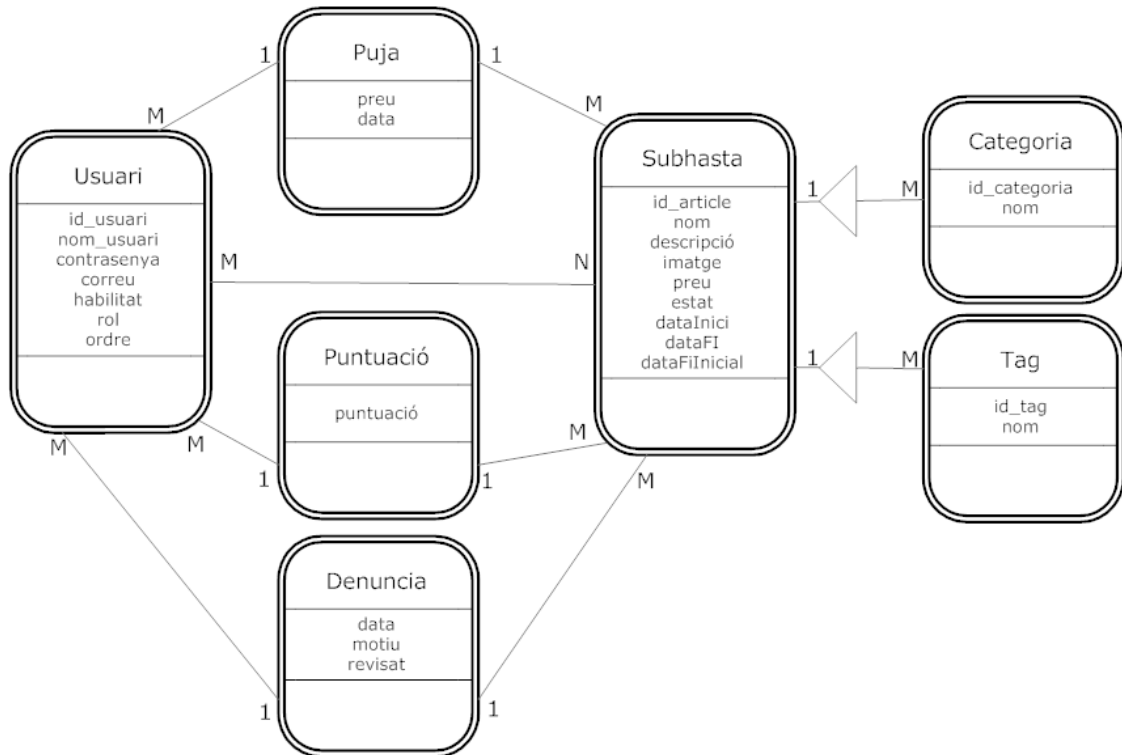 Puja
preu
data
1
1
M
M
Usuari
id_usuari
nom_usuari
contrasenya
correu
habilitat
rol
ordre
M
N
Subhasta
id_article
nom
descripció
imatge
preu
estat
dataInici
dataFI
dataFiInicial
1
M
Categoria
id_categoria
nom
1
M
Tag
id_tag
nom
Puntuació
puntuació
M
1
1
M
Denuncia
data
motiu
revisat
M
1
1
M